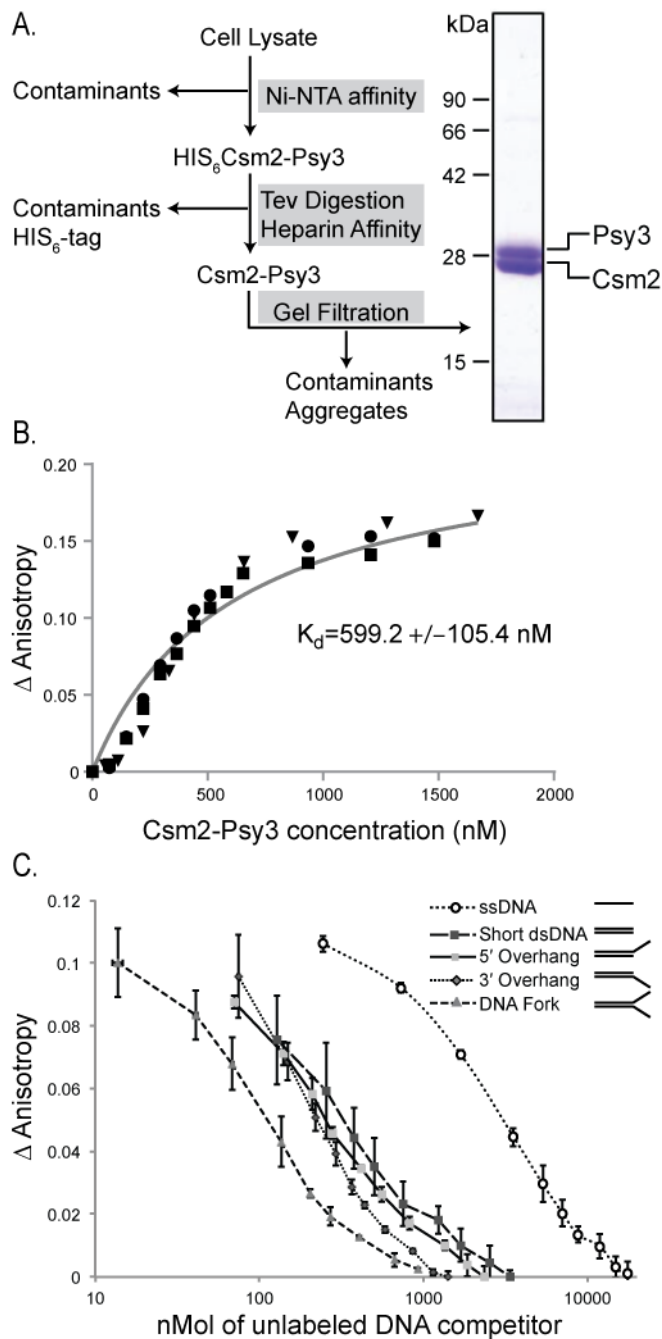 A.
Cell Lysate
Contaminants
Ni-NTA affinity
HIS6Csm2-Psy3
Contaminants
HIS6-tag
Tev Digestion
Heparin Affinity
Csm2-Psy3
Gel Filtration
Contaminants
Aggregates
kDa
90
66
42
28
15
Psy3
Csm2
B.
0.20
0.15
0.10
0.05
0
Δ Anisotropy
Kd=599.2 +/−105.4 nM
0 500 1000 1500 2000
Csm2-Psy3 concentration (nM)
C.
0.12
0.1
0.08
0.06
0.04
0.02
0
Δ Anisotropy
ssDNA
Short dsDNA
5′ Overhang
3′ Overhang
DNA Fork
10 100 1000 10000
nMol of unlabeled DNA competitor